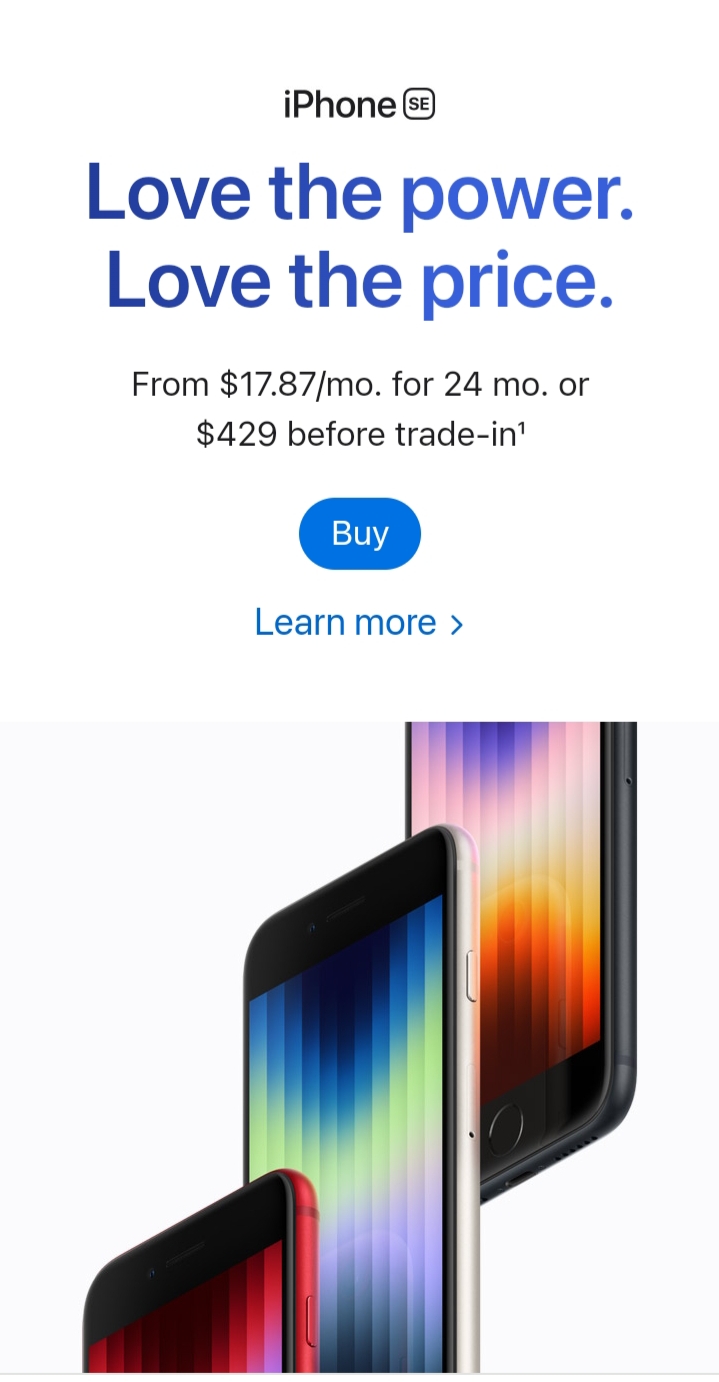 iPhone SE
Love the power.
Love the price.
From $17.87/mo. for 24 mo. or
$429 before trade-in¹
Buy
Learn more >